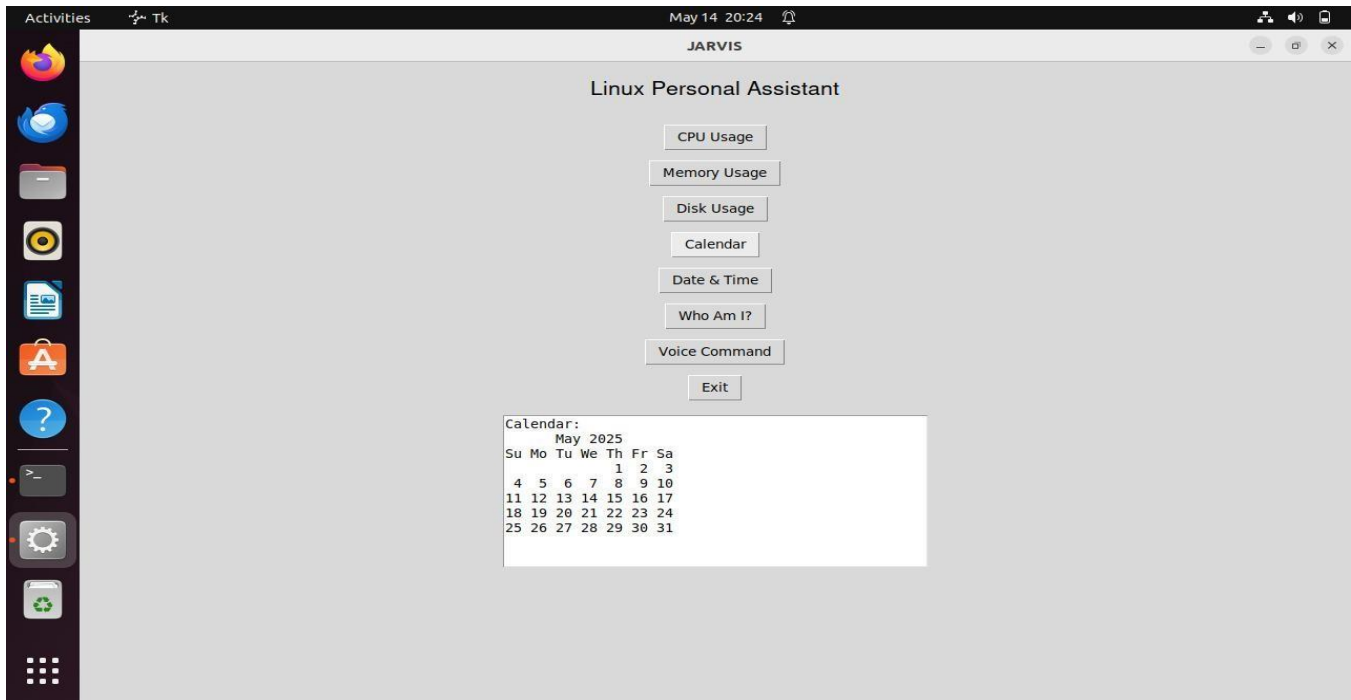 Activities Tk May 14 20:24
JARVIS
Linux Personal Assistant
CPU Usage
Memory Usage
Disk Usage
Calendar
Date & Time
Who Am I?
Voice Command
Exit
Calendar:
      May 2025
Su Mo Tu We Th Fr Sa
             1  2  3
 4  5  6  7  8  9 10
11 12 13 14 15 16 17
18 19 20 21 22 23 24
25 26 27 28 29 30 31